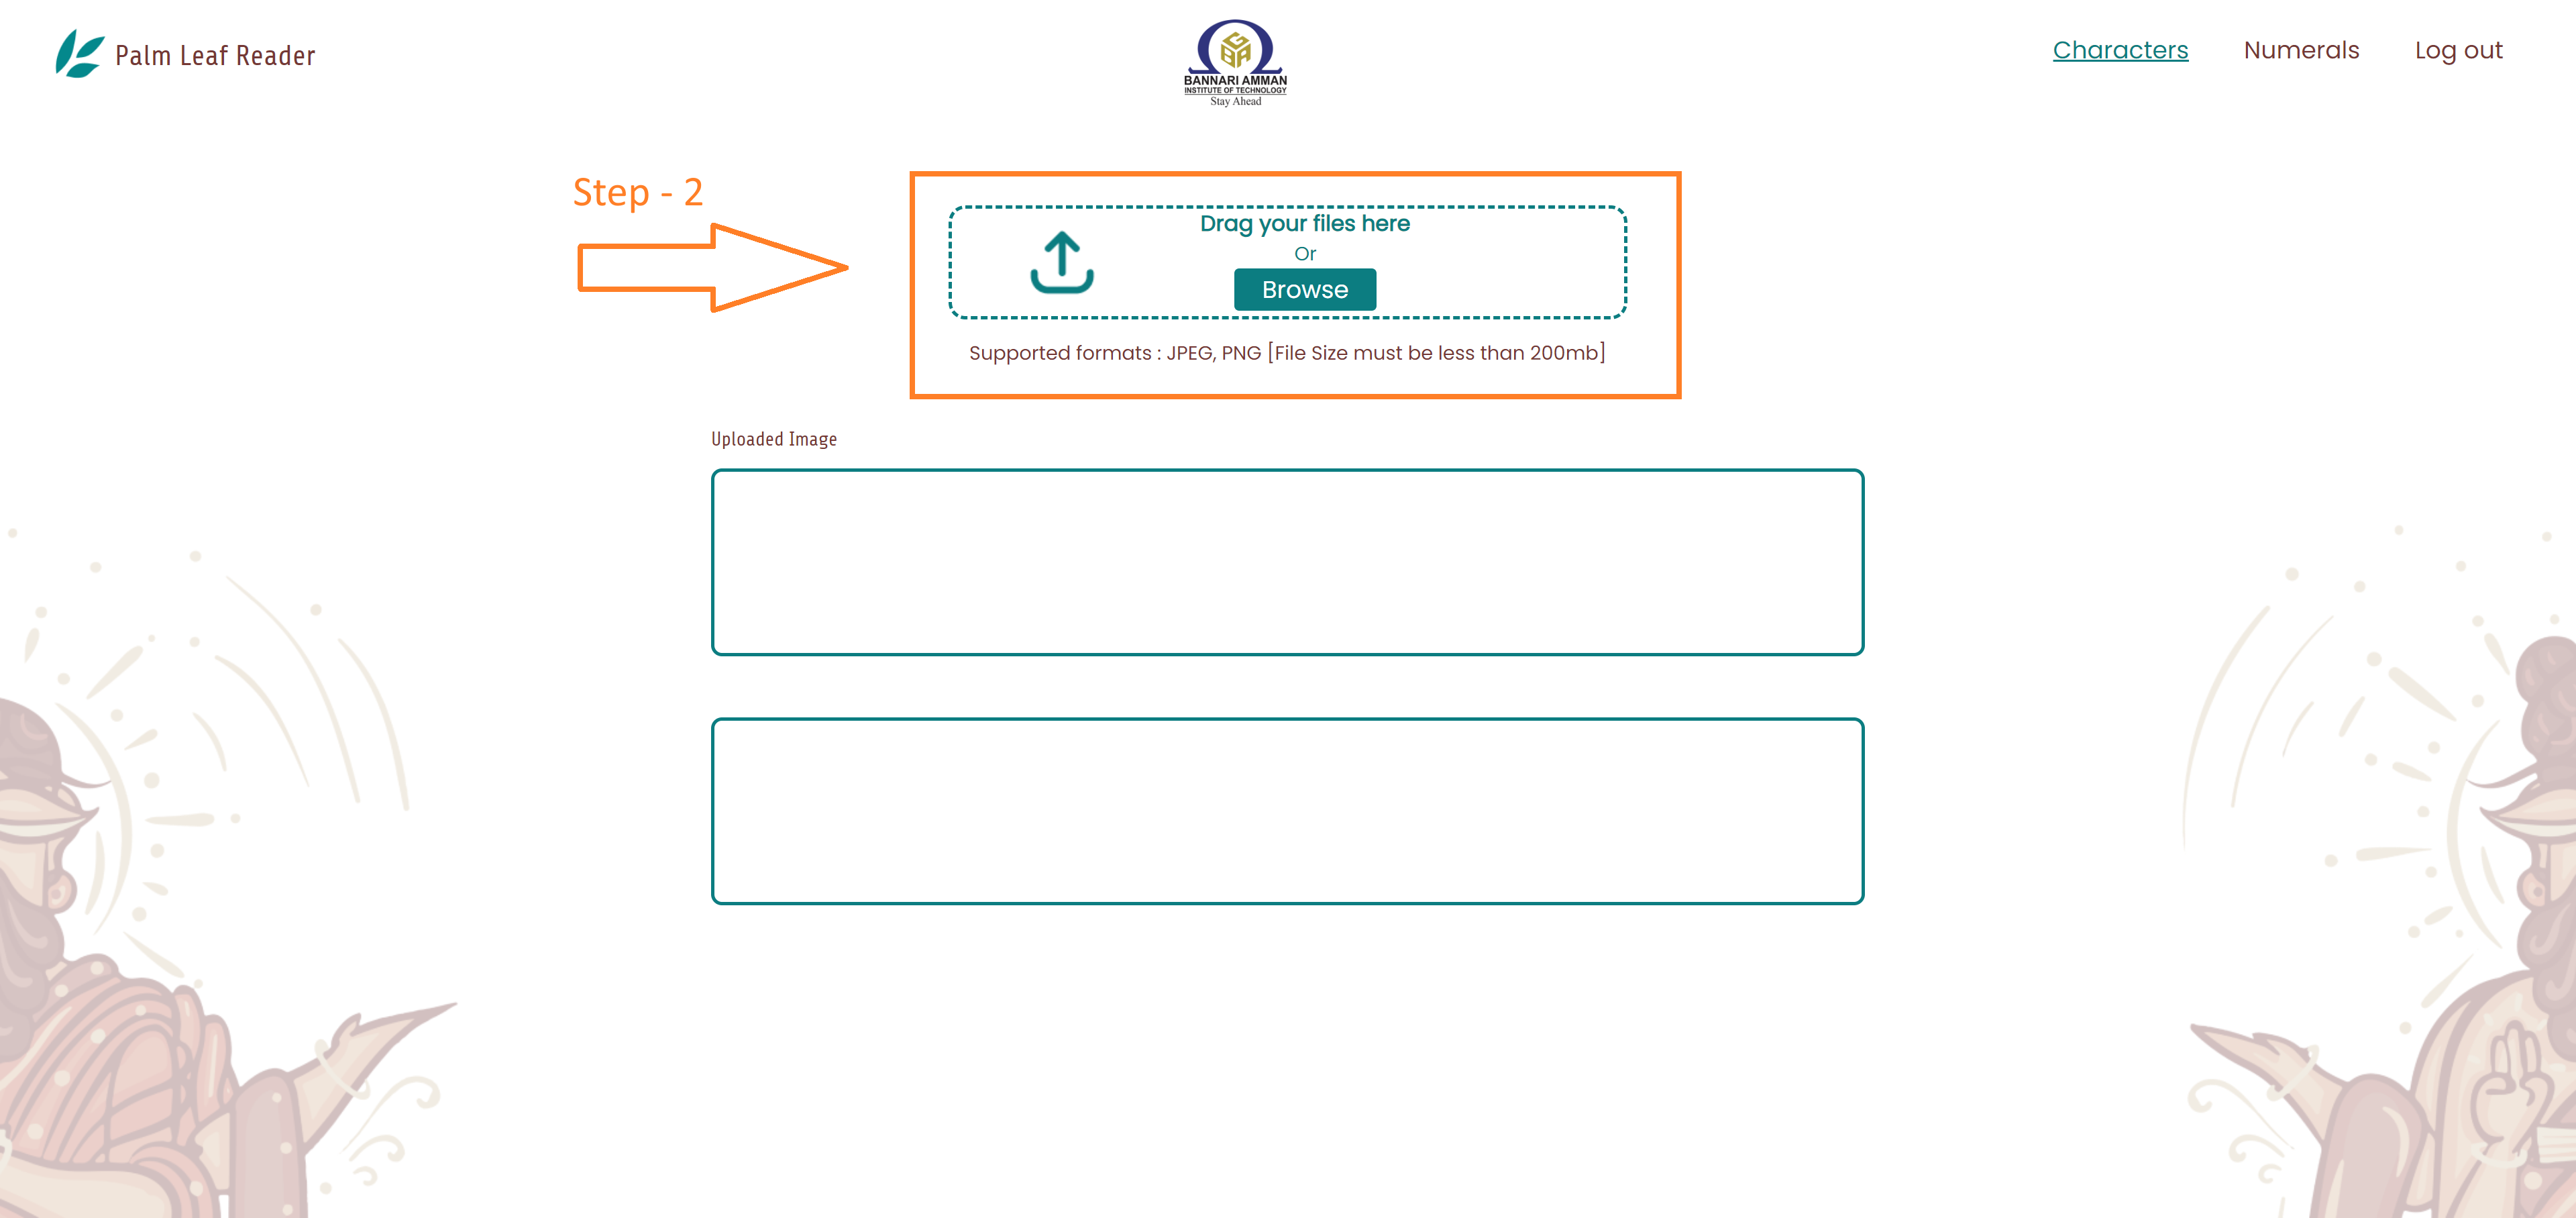 Palm Leaf Reader
BANNARI AMMAN
INSTITUTE OF TECHNOLOGY
Stay Ahead
Characters Numerals Log out
Step - 2
Drag your files here
Or
Browse
Supported formats : JPEG, PNG [File Size must be less than 200mb]
Uploaded Image